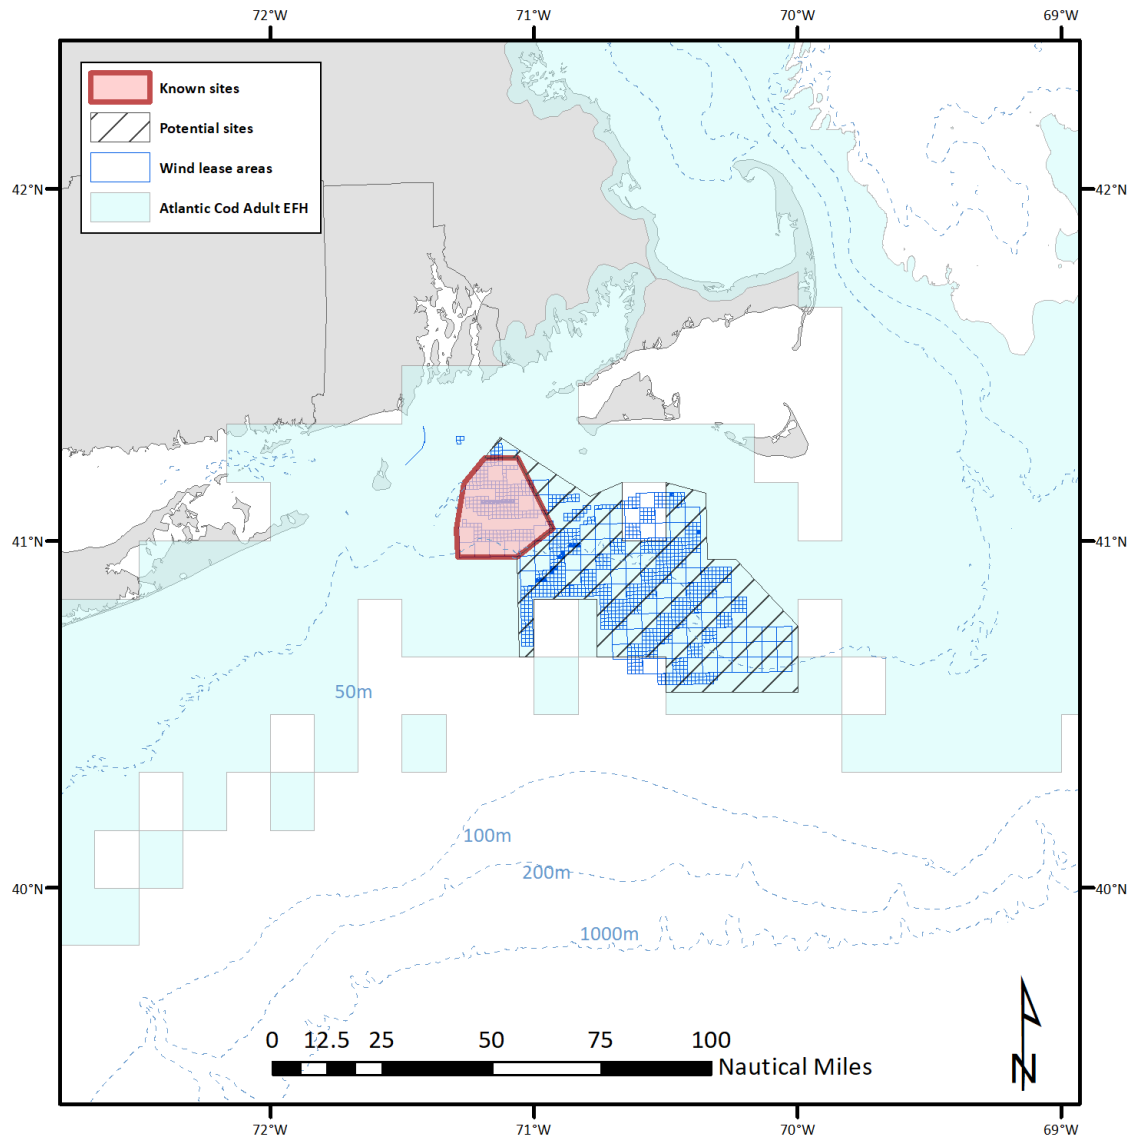 72°W 71°W 70°W 69°W
Known sites
Potential sites
Wind lease areas
Atlantic Cod Adult EFH
42°N 42°N
41°N 41°N
50m
100m
200m
40°N 40°N
1000m
0 12.5 25 50 75 100
Nautical Miles
N
72°W 71°W 70°W 69°W